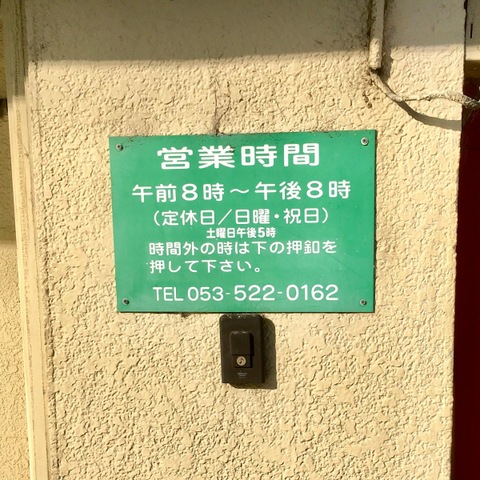 営業時間
午前8時～午後8時
(定休日／日曜・祝日)
土曜日午後5時
時間外の時は下の押釦を
押して下さい。
TEL 053-522-0162